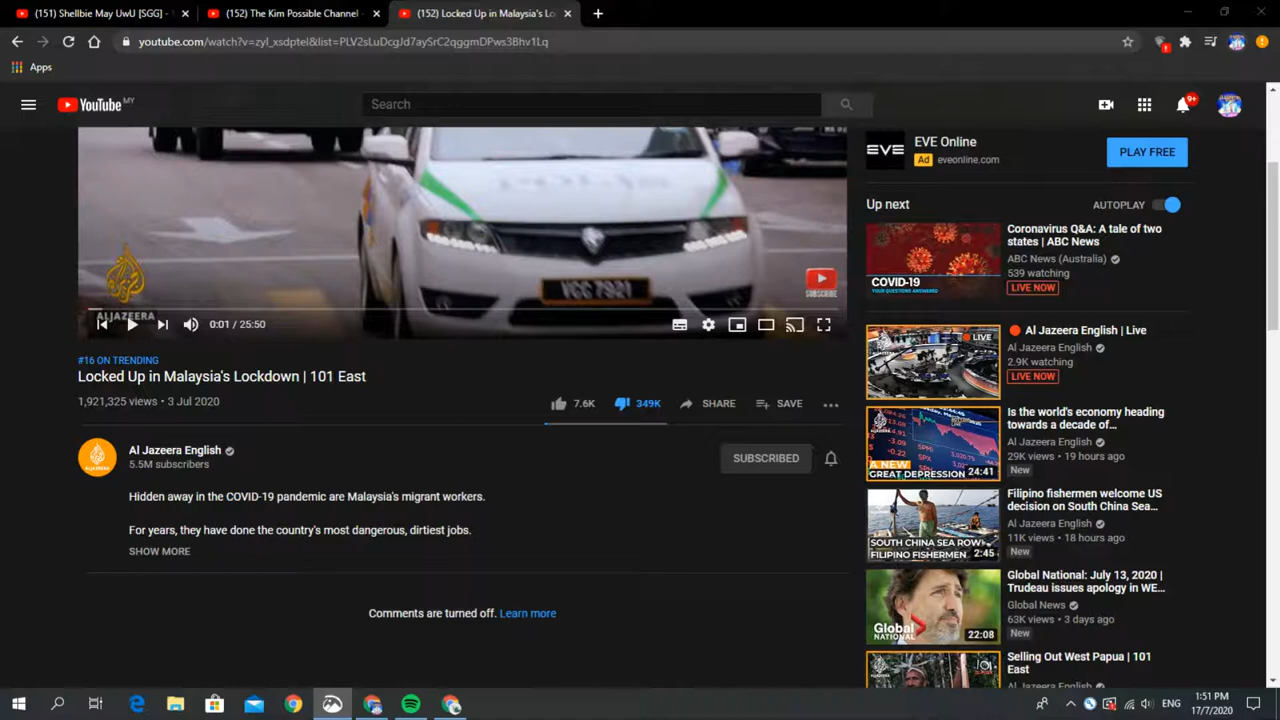 (151) Shellbie May UwU [SGG] -
(152) The Kim Possible Channel -
(152) Locked Up in Malaysia's Lo
youtube.com/watch?v=zyl_xsdpteI&list=PLV2sLuDcgJd7aySrC2qggmDPws3Bhv1Lq
Apps
YouTube MY
Search
9+
EVE
EVE Online
Ad eveonline.com
PLAY FREE
Up next
AUTOPLAY
ALJAZEERA
SUBSCRIBE
0:01 / 25:50
#16 ON TRENDING
Locked Up in Malaysia's Lockdown | 101 East
1,921,325 views • 3 Jul 2020
7.6K
349K
SHARE
SAVE
Al Jazeera English
5.5M subscribers
SUBSCRIBED
Hidden away in the COVID-19 pandemic are Malaysia's migrant workers.
For years, they have done the country's most dangerous, dirtiest jobs.
SHOW MORE
Comments are turned off. Learn more
COVID-19
YOUR QUESTIONS ANSWERED
Coronavirus Q&A: A tale of two
states | ABC News
ABC News (Australia)
539 watching
LIVE NOW
LIVE
Al Jazeera English | Live
Al Jazeera English
2.9K watching
LIVE NOW
A NEW
GREAT DEPRESSION
24:41
Is the world's economy heading
towards a decade of...
Al Jazeera English
29K views • 19 hours ago
New
SOUTH CHINA SEA ROW
FILIPINO FISHERMEN
2:45
Filipino fishermen welcome US
decision on South China Sea...
Al Jazeera English
11K views • 18 hours ago
New
Global
NATIONAL
22:08
Global National: July 13, 2020 |
Trudeau issues apology in WE...
Global News
63K views • 3 days ago
New
Selling Out West Papua | 101
East
Al Jazeera English
ENG
1:51 PM
17/7/2020